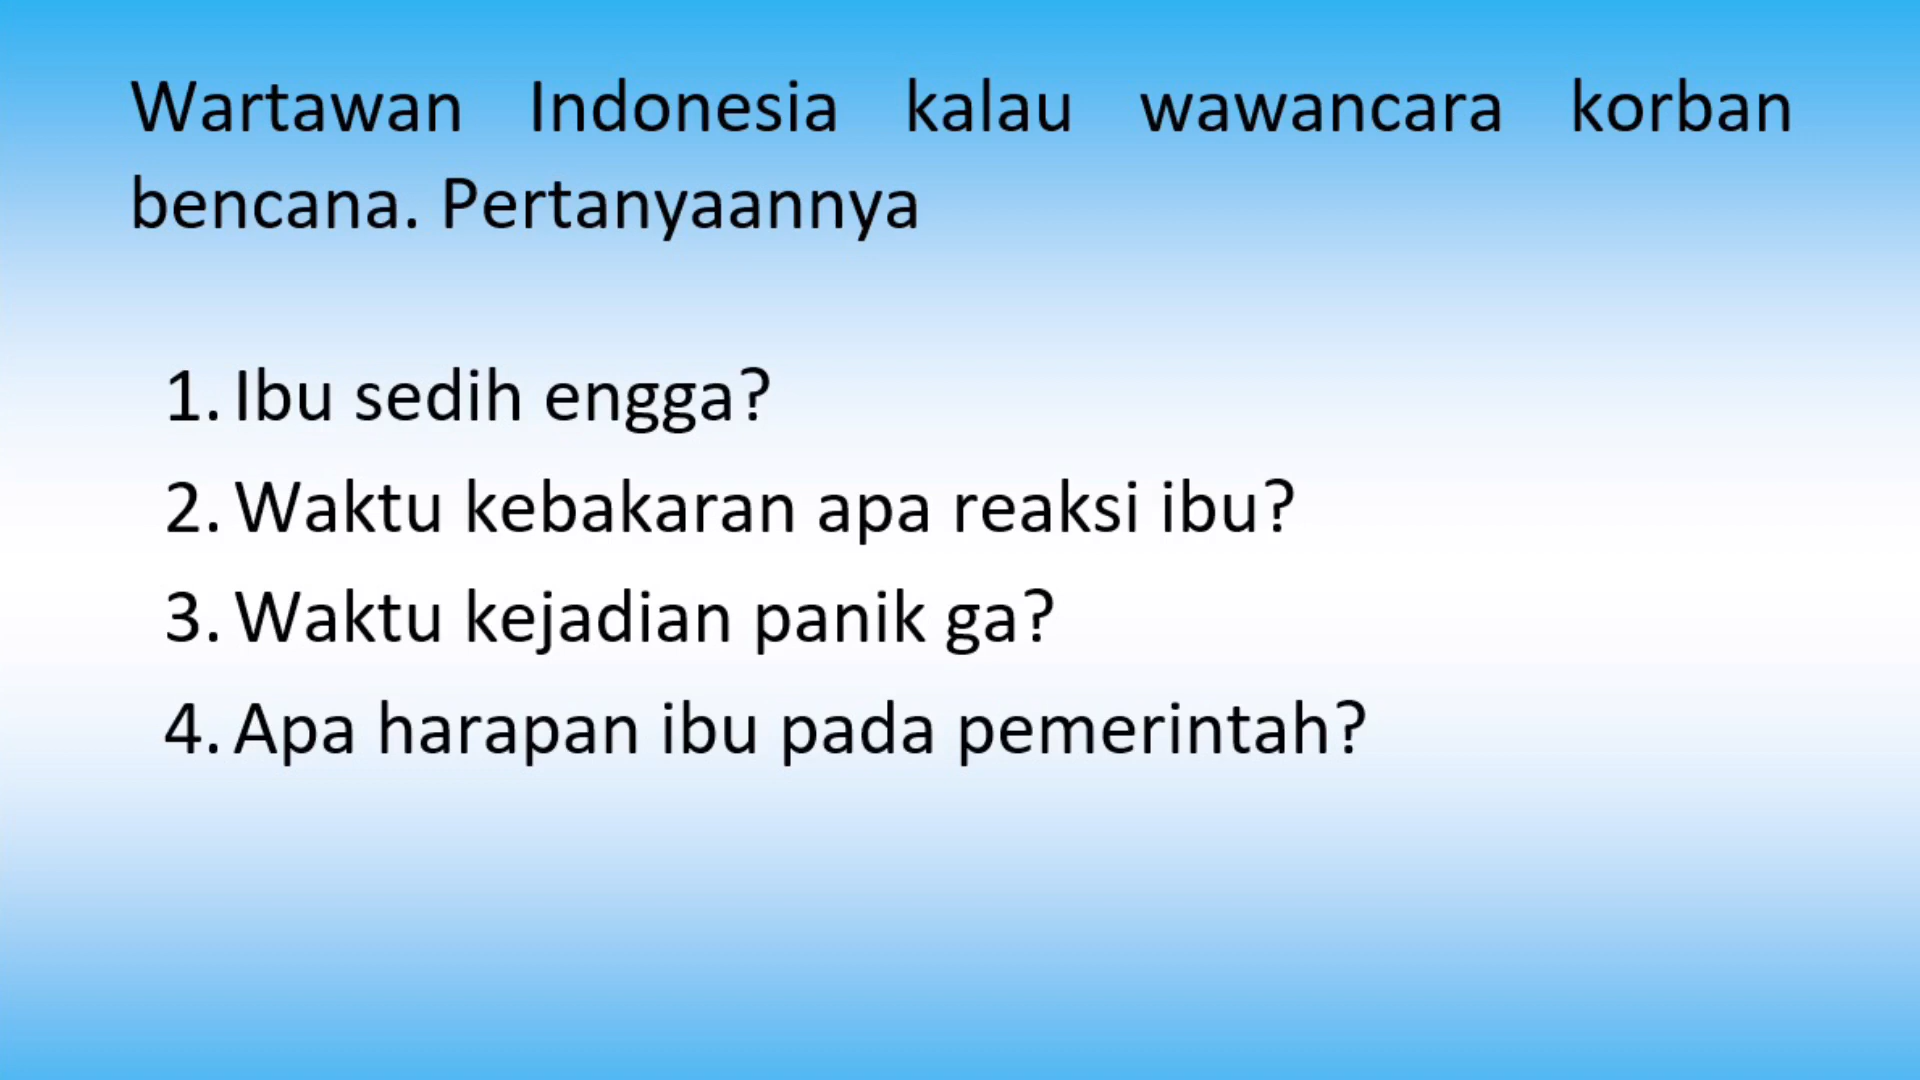 Wartawan Indonesia kalau wawancara korban
bencana. Pertanyaannya
1. Ibu sedih engga?
2. Waktu kebakaran apa reaksi ibu?
3. Waktu kejadian panik ga?
4. Apa harapan ibu pada pemerintah?